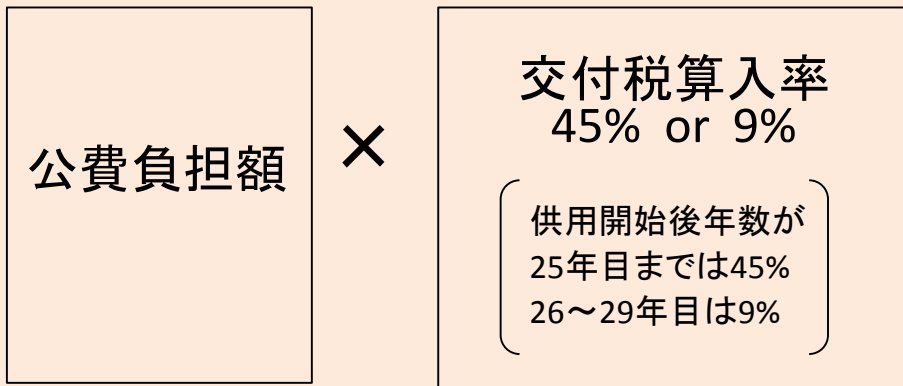 公費負担額
×
交付税算入率
45% or 9%
供用開始後年数が
25年目までは45%
26～29年目は9%